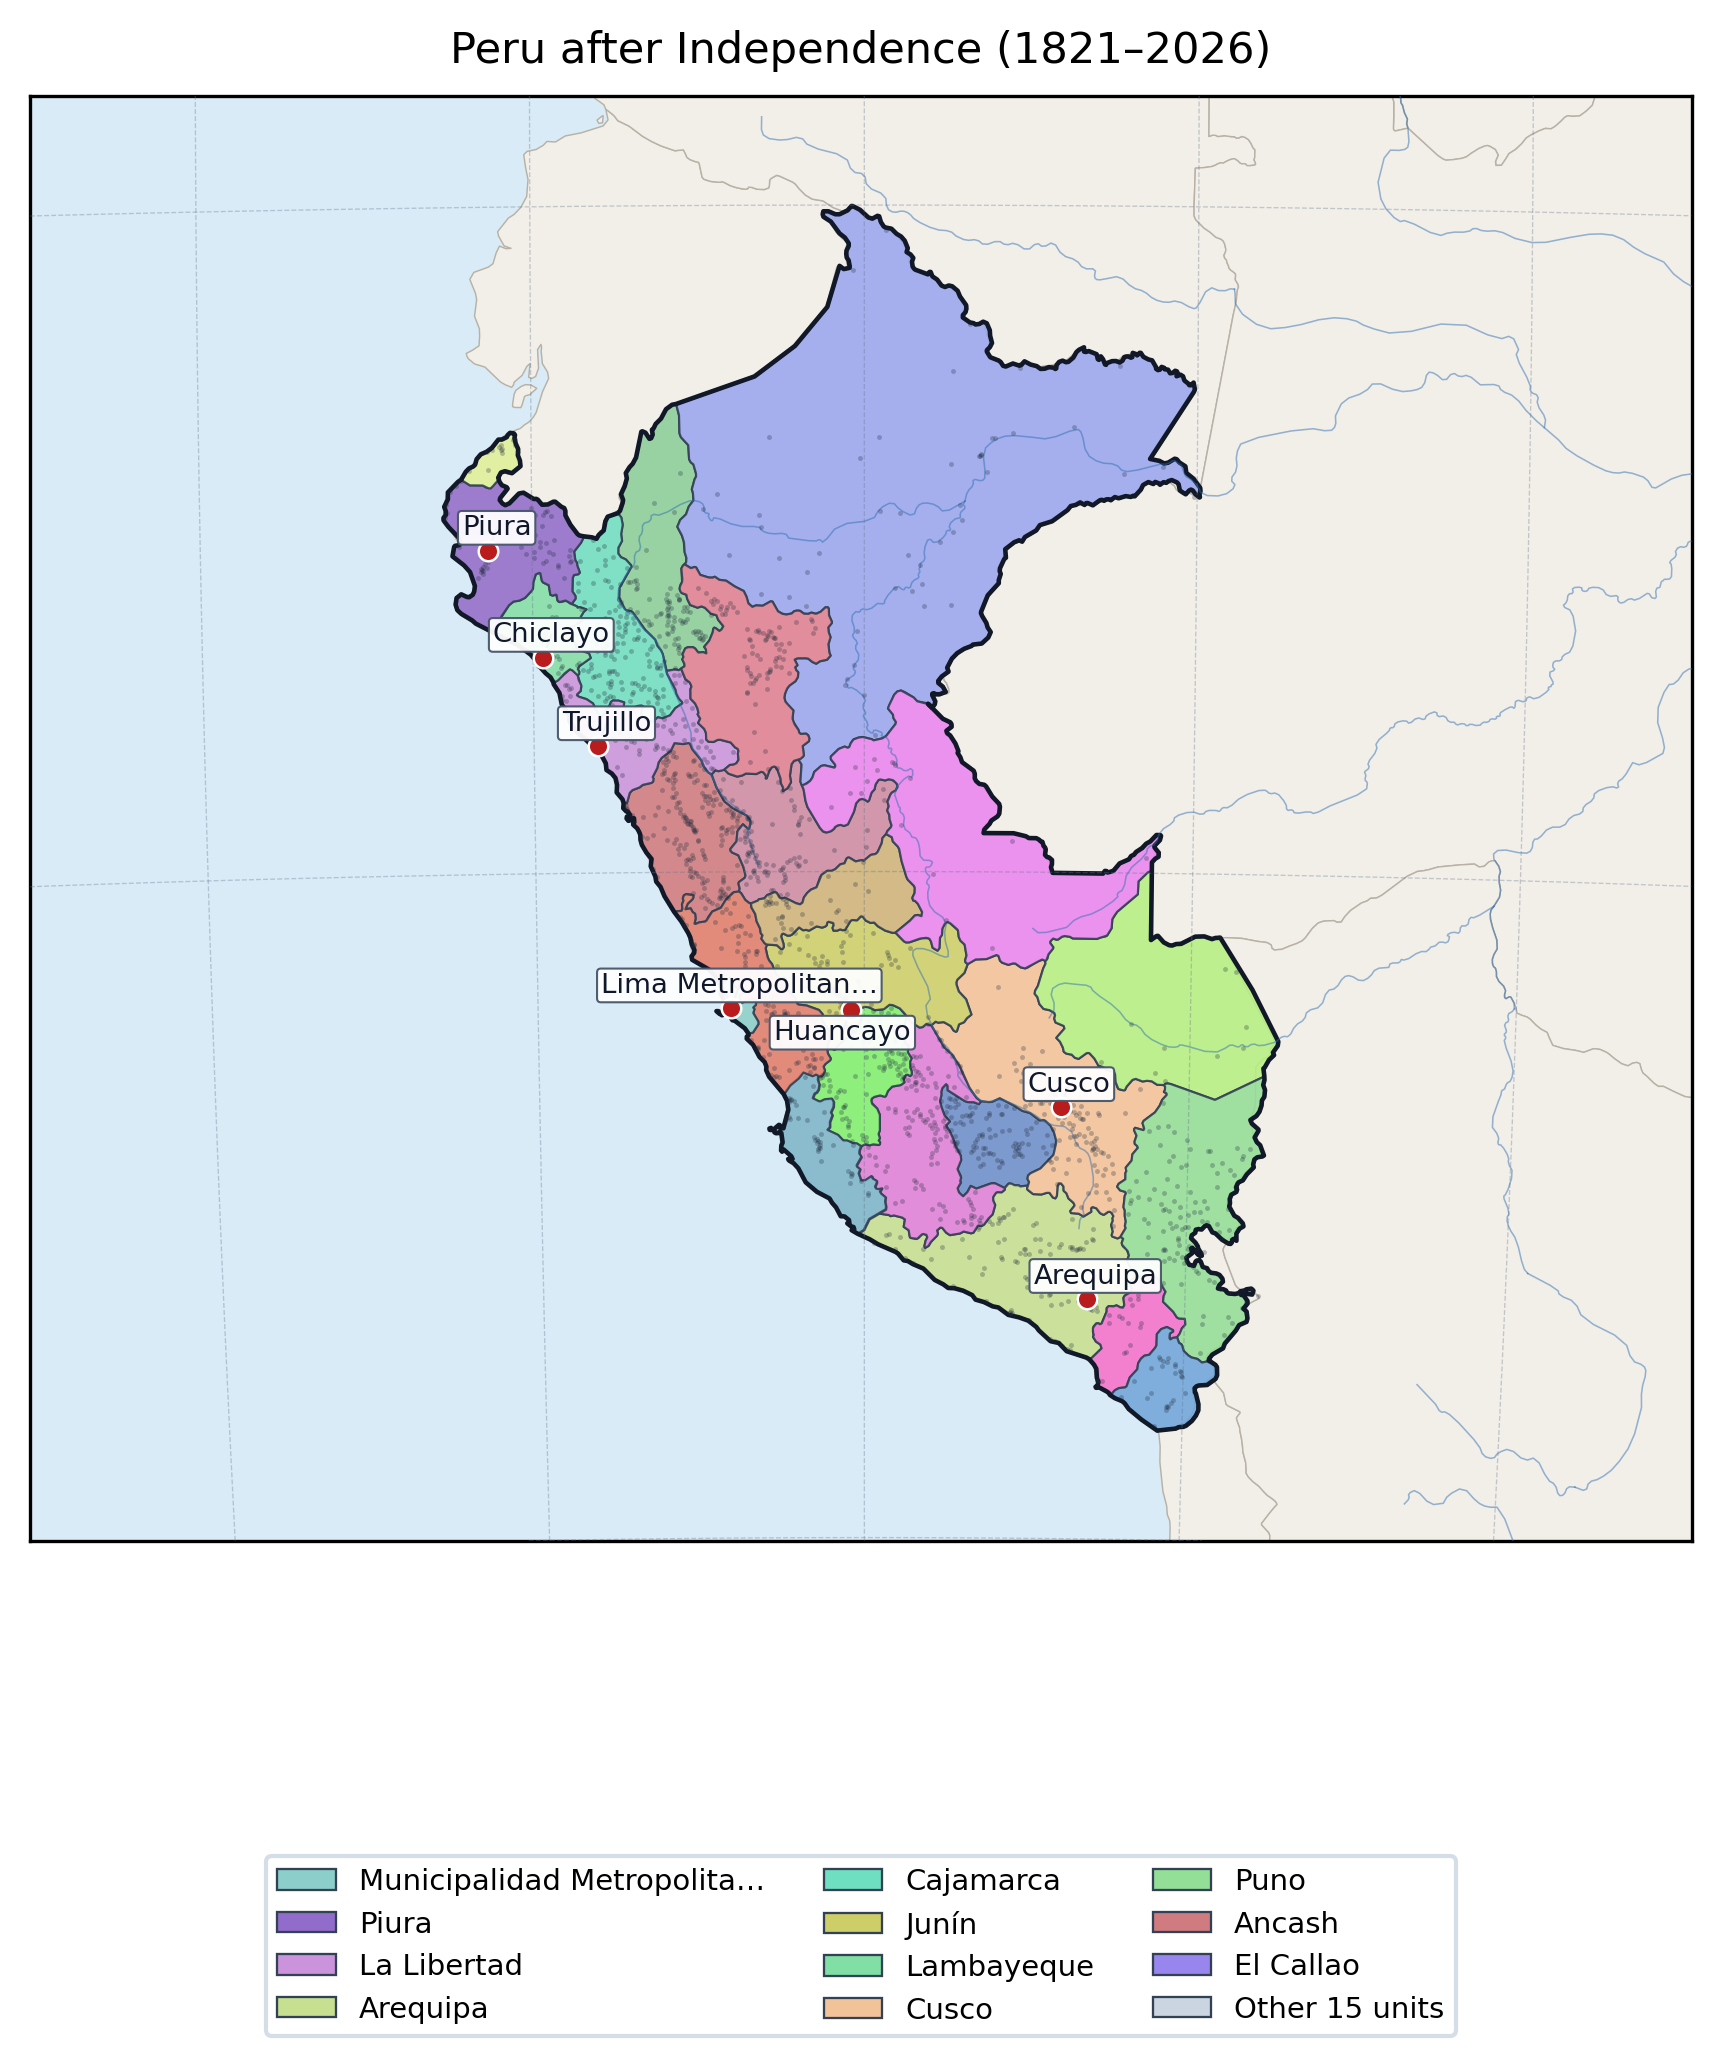 Peru after Independence (1821–2026)
Piura
Chiclayo
Trujillo
Lima Metropolitan...
Huancayo
Cusco
Arequipa
Municipalidad Metropolita...
Piura
La Libertad
Arequipa
Cajamarca
Junín
Lambayeque
Cusco
Puno
Ancash
El Callao
Other 15 units